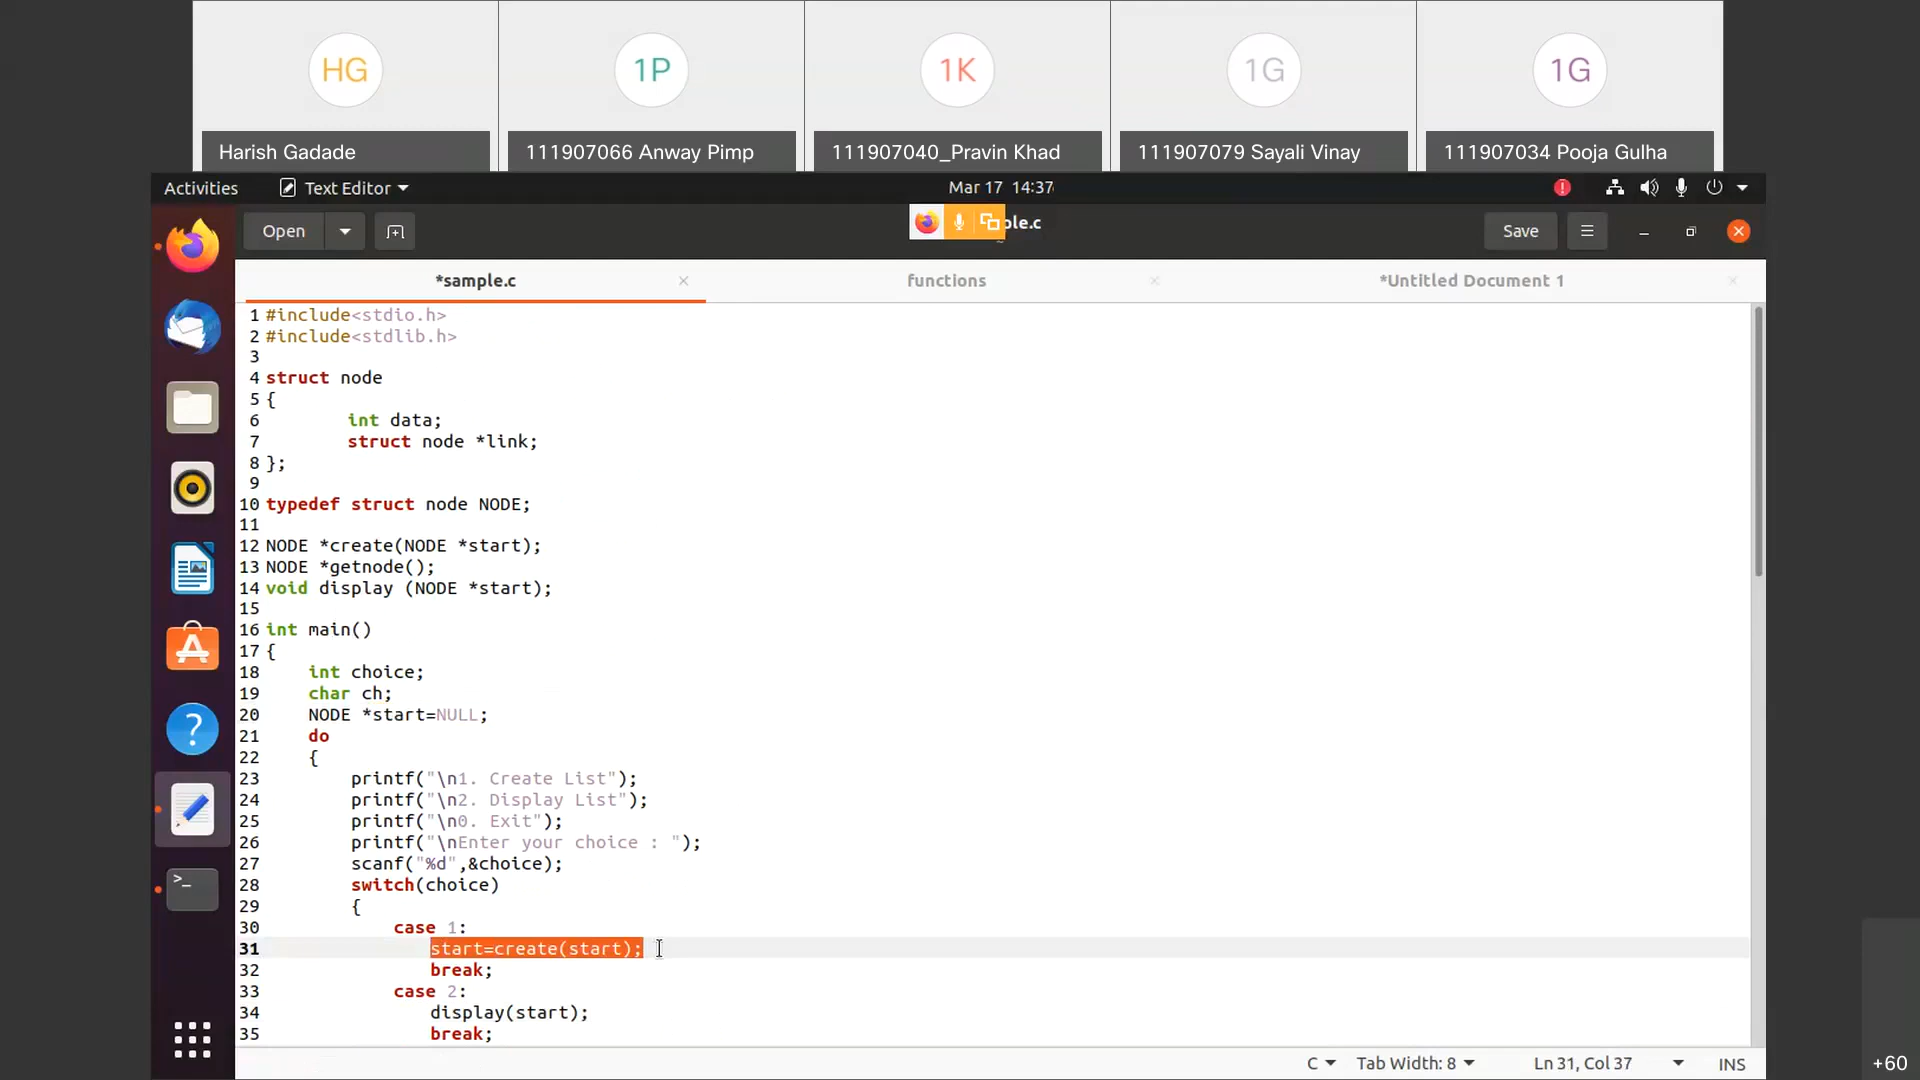 HG
1P
1K
1G
1G
Harish Gadade
111907066 Anway Pimp
111907040_Pravin Khad
111907079 Sayali Vinay
111907034 Pooja Gulha
Activities
Text Editor
Mar 17 14:37
Open
ple.c
Save
*sample.c
functions
*Untitled Document 1
1 #include<stdio.h>
2 #include<stdlib.h>
3
4 struct node
5 {
6 int data;
7 struct node *link;
8 };
9
10 typedef struct node NODE;
11
12 NODE *create(NODE *start);
13 NODE *getnode();
14 void display (NODE *start);
15
16 int main()
17 {
18 int choice;
19 char ch;
20 NODE *start=NULL;
21 do
22 {
23 printf("\n1. Create List");
24 printf("\n2. Display List");
25 printf("\n0. Exit");
26 printf("\nEnter your choice : ");
27 scanf("%d",&choice);
28 switch(choice)
29 {
30 case 1:
31 start=create(start);
32 break;
33 case 2:
34 display(start);
35 break;
C
Tab Width: 8
Ln 31, Col 37
INS
+60